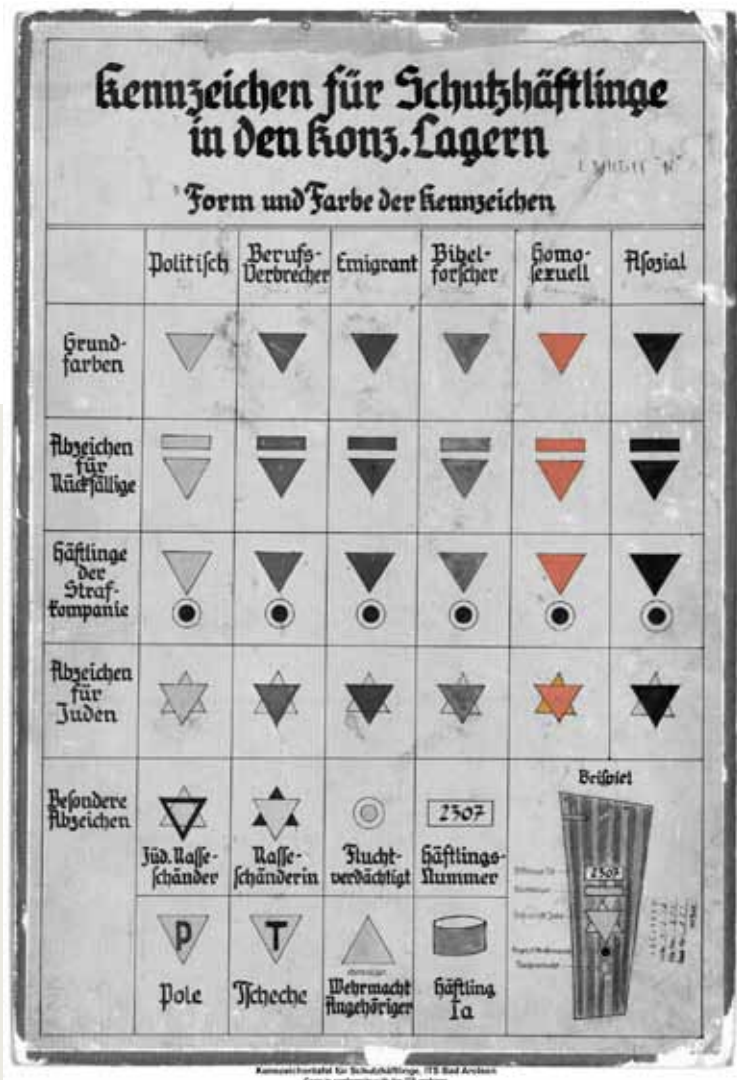 Kennzeichen für Schutzhäftlinge
in den Konz.Lagern
Form und Farbe der Kennzeichen
Politisch
Berufs-
Verbrecher
Emigrant
Bibel-
forscher
Homo-
sexuell
Asozial
Grund-
farben
Abzeichen
für
Rückfällige
Häftlinge
der
Straf-
kompanie
Abzeichen
für
Juden
Besondere
Abzeichen
Jüd. Rasse-
schänder
Rasse-
schänderin
Flucht-
verdächtigt
2307
Häftlings-
Nummer
Beispiel
2307
P
Pole
T
Tscheche
Wehrmacht
Angehöriger
Häftling
Ia
Kennzeichentafel für Schutzhäftlinge, ITS Bad Arolsen